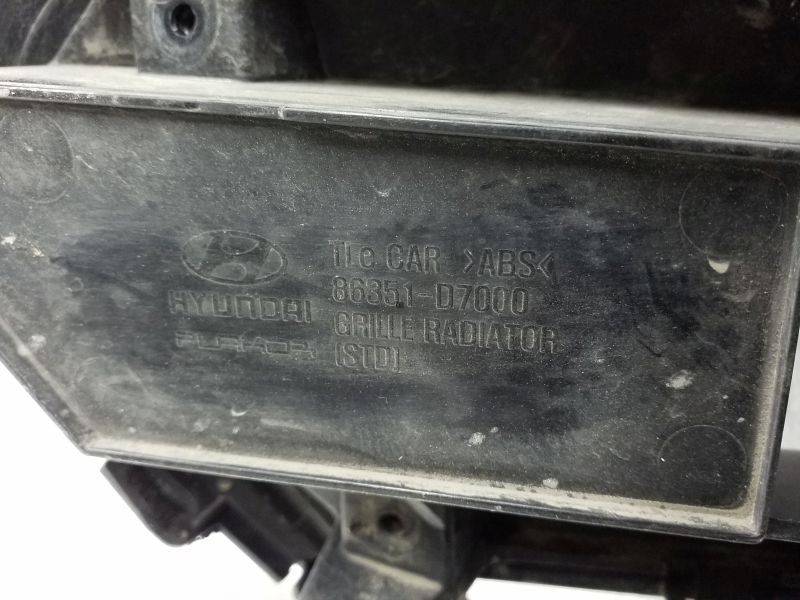 TLe CAR >ABS<
HYUNDAI 86351-D7000
GRILLE RADIATOR
(STD)